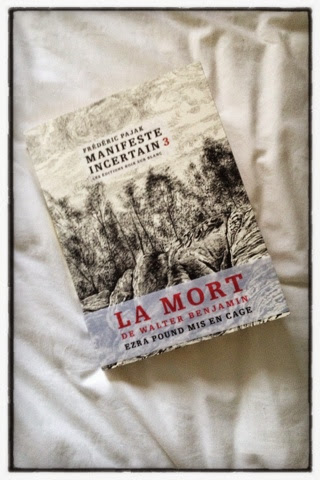 FRÉDÉRIC PAJAK
MANIFESTE
INCERTAIN 3
LES ÉDITIONS NOIR SUR BLANC
LA MORT
DE WALTER BENJAMIN
EZRA POUND MIS EN CAGE